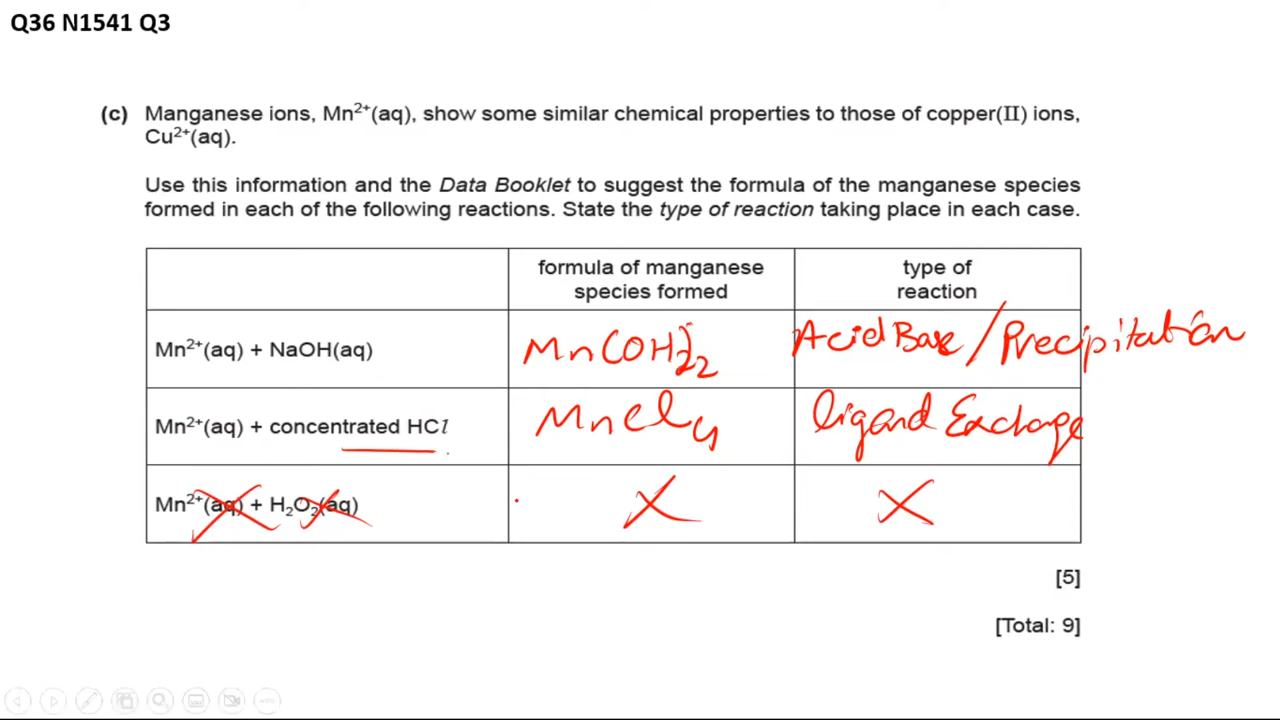 Q36 N1541 Q3
(c) Manganese ions, Mn²⁺(aq), show some similar chemical properties to those of copper(II) ions,
Cu²⁺(aq).
Use this information and the Data Booklet to suggest the formula of the manganese species
formed in each of the following reactions. State the type of reaction taking place in each case.
formula of manganese
species formed
type of
reaction
Mn²⁺(aq) + NaOH(aq)
Mn(OH)₂
Acid Base / Precipitation
Mn²⁺(aq) + concentrated HCl
MnCl₄
ligand Exchange
Mn²⁺(aq) + H₂O₂(aq)
[5]
[Total: 9]